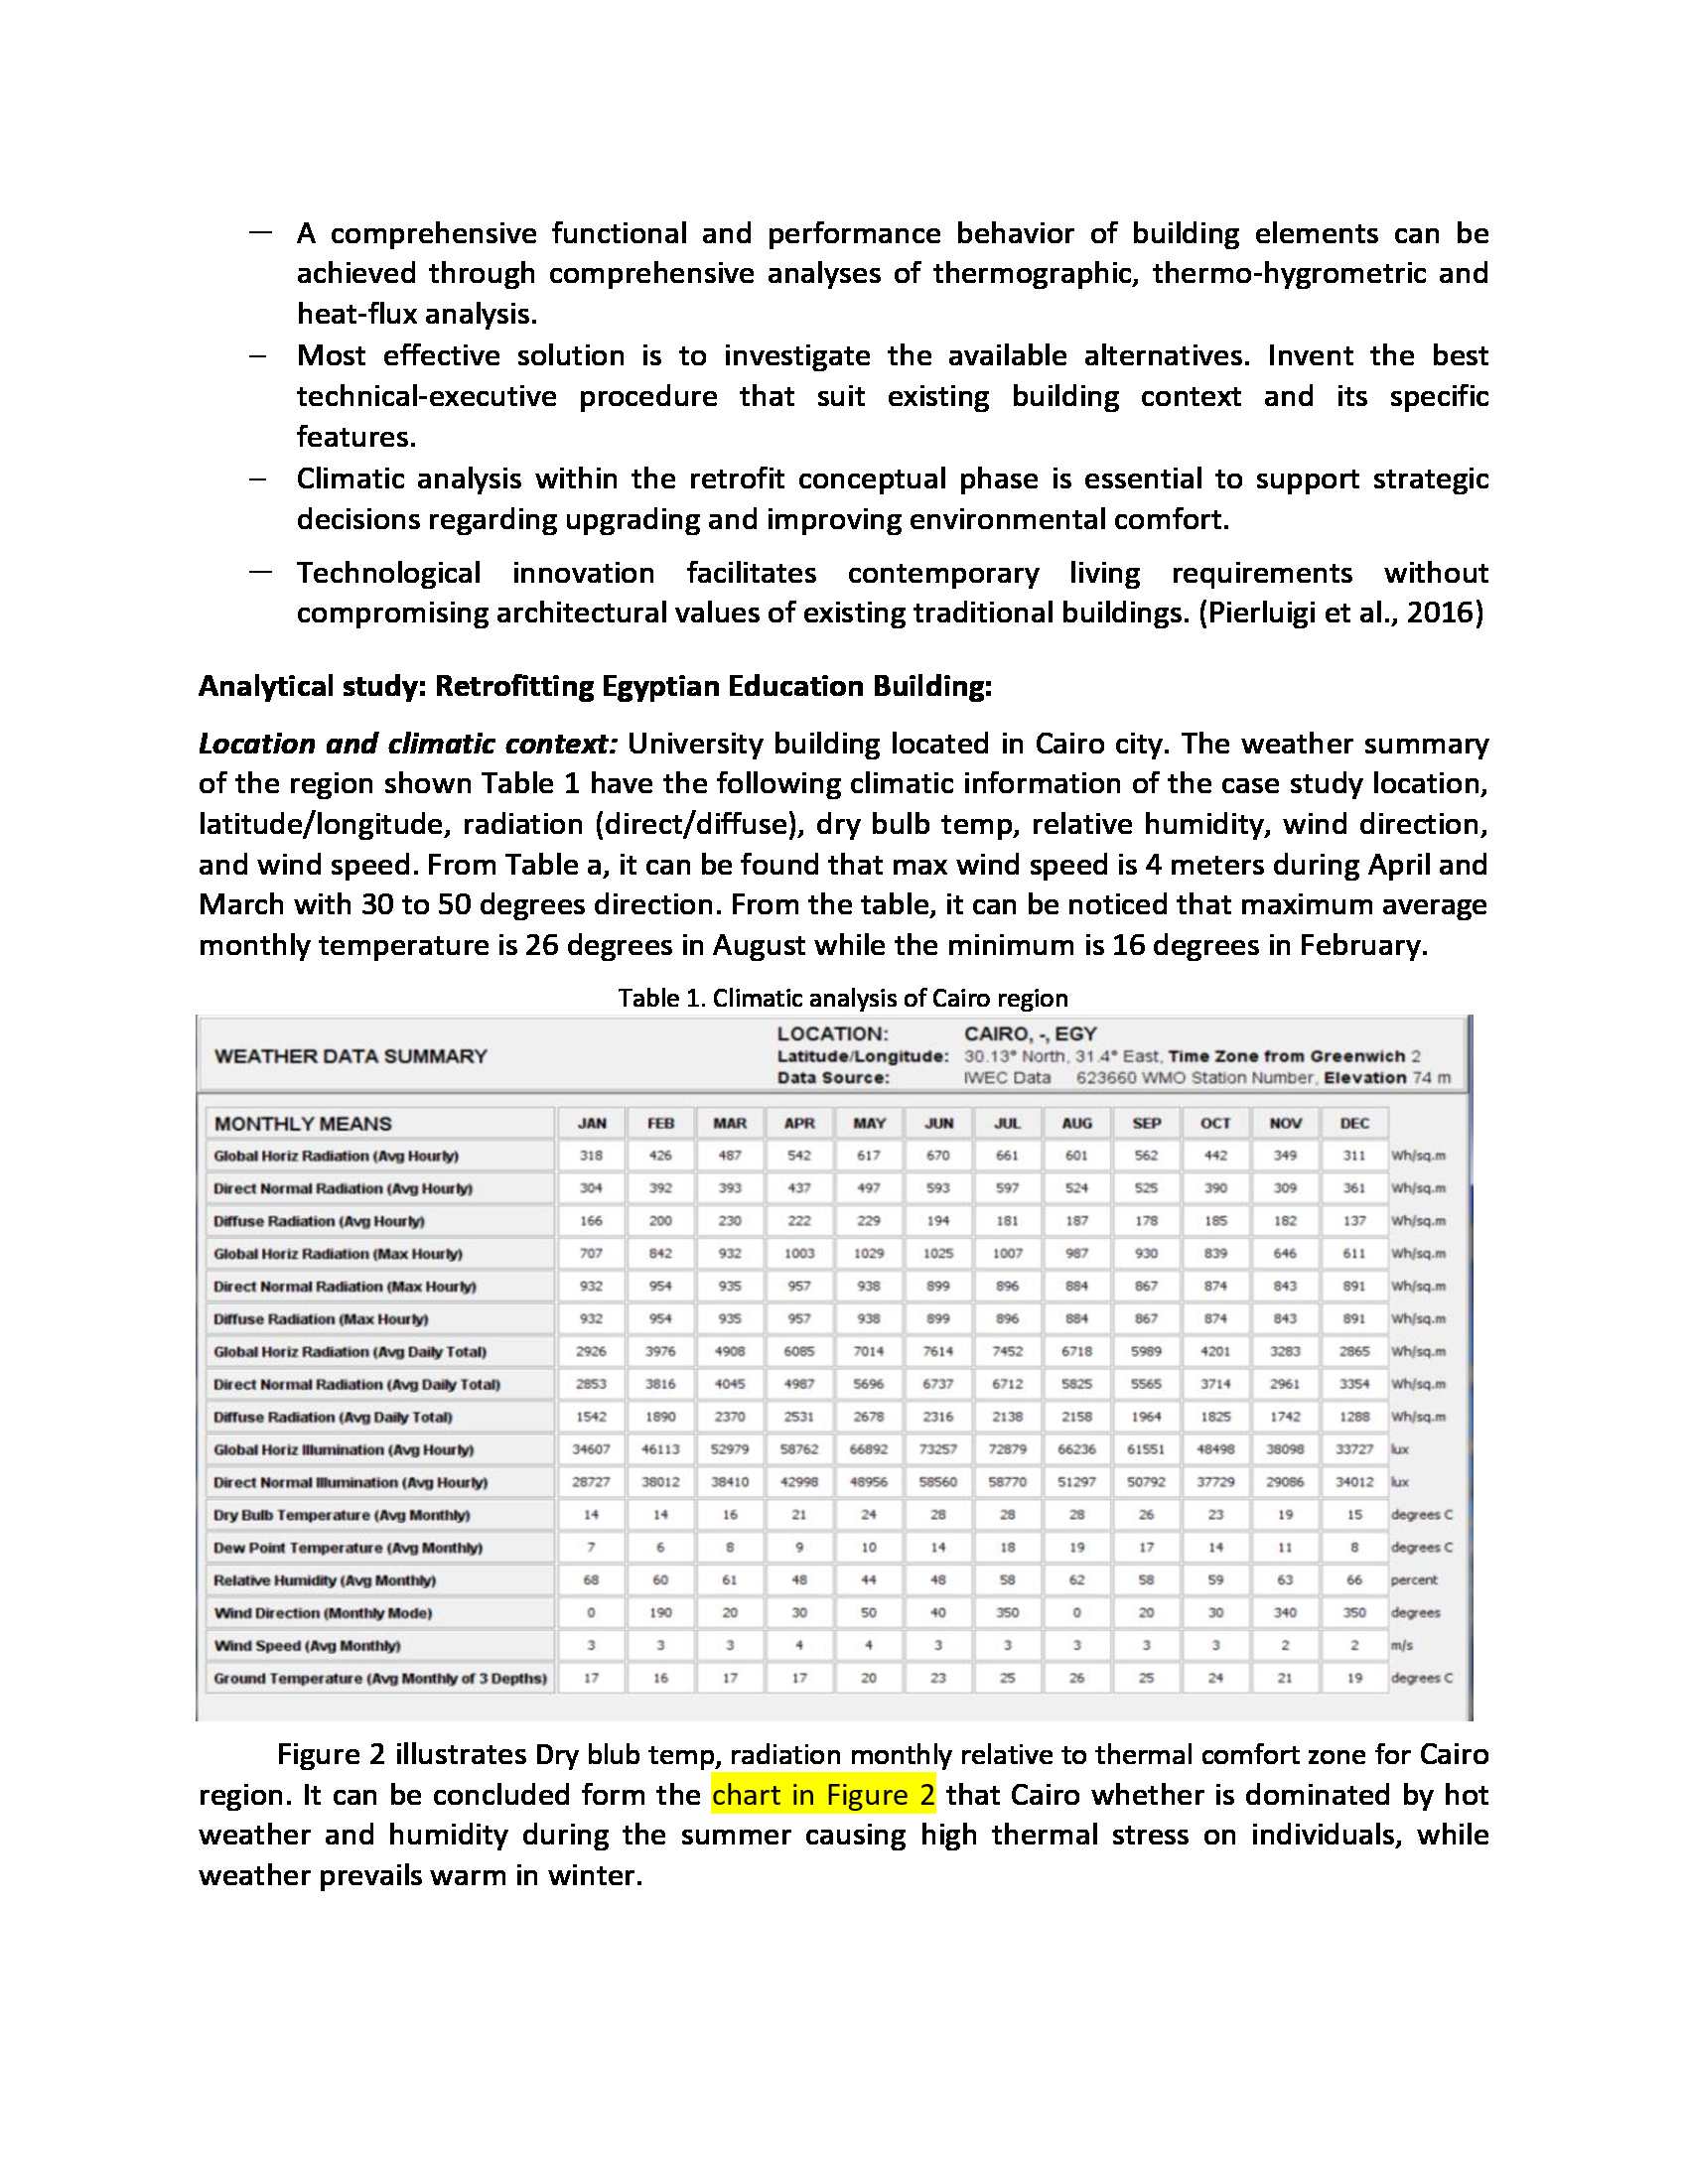 — A comprehensive functional and performance behavior of building elements can be
achieved through comprehensive analyses of thermographic, thermo-hygrometric and
heat-flux analysis.
– Most effective solution is to investigate the available alternatives. Invent the best
technical-executive procedure that suit existing building context and its specific
features.
– Climatic analysis within the retrofit conceptual phase is essential to support strategic
decisions regarding upgrading and improving environmental comfort.
— Technological innovation facilitates contemporary living requirements without
compromising architectural values of existing traditional buildings. (Pierluigi et al., 2016)
Analytical study: Retrofitting Egyptian Education Building:
Location and climatic context: University building located in Cairo city. The weather summary
of the region shown Table 1 have the following climatic information of the case study location,
latitude/longitude, radiation (direct/diffuse), dry bulb temp, relative humidity, wind direction,
and wind speed. From Table a, it can be found that max wind speed is 4 meters during April and
March with 30 to 50 degrees direction. From the table, it can be noticed that maximum average
monthly temperature is 26 degrees in August while the minimum is 16 degrees in February.
Table 1. Climatic analysis of Cairo region
WEATHER DATA SUMMARY
LOCATION: CAIRO, -, EGY
Latitude/Longitude: 30.13° North, 31.4° East, Time Zone from Greenwich 2
Data Source: IWEC Data 623660 WMO Station Number, Elevation 74 m
MONTHLY MEANS JAN FEB MAR APR MAY JUN JUL AUG SEP OCT NOV DEC
Global Horiz Radiation (Avg Hourly) 318 426 487 542 617 670 661 601 562 442 349 311 Wh/sq.m
Direct Normal Radiation (Avg Hourly) 304 392 393 437 497 593 597 524 525 390 309 361 Wh/sq.m
Diffuse Radiation (Avg Hourly) 166 200 230 222 229 194 181 187 178 185 182 137 Wh/sq.m
Global Horiz Radiation (Max Hourly) 707 842 932 1003 1029 1025 1007 987 930 839 646 611 Wh/sq.m
Direct Normal Radiation (Max Hourly) 932 954 935 957 938 899 896 884 867 874 843 891 Wh/sq.m
Diffuse Radiation (Max Hourly) 932 954 935 957 938 899 896 884 867 874 843 891 Wh/sq.m
Global Horiz Radiation (Avg Daily Total) 2926 3976 4908 6085 7014 7614 7452 6718 5989 4201 3283 2865 Wh/sq.m
Direct Normal Radiation (Avg Daily Total) 2853 3816 4045 4987 5696 6737 6712 5825 5565 3714 2961 3354 Wh/sq.m
Diffuse Radiation (Avg Daily Total) 1542 1890 2370 2531 2678 2316 2138 2158 1964 1825 1742 1288 Wh/sq.m
Global Horiz Illumination (Avg Hourly) 34607 46113 52979 58762 66892 73257 72879 66236 61551 48498 38098 33727 lux
Direct Normal Illumination (Avg Hourly) 28727 38012 38410 42998 48956 58560 58770 51297 50792 37729 29086 34012 lux
Dry Bulb Temperature (Avg Monthly) 14 14 16 21 24 28 28 28 26 23 19 15 degrees C
Dew Point Temperature (Avg Monthly) 7 6 8 9 10 14 18 19 17 14 11 8 degrees C
Relative Humidity (Avg Monthly) 68 60 61 48 44 48 58 62 58 59 63 66 percent
Wind Direction (Monthly Mode) 0 190 20 30 50 40 350 0 20 30 340 350 degrees
Wind Speed (Avg Monthly) 3 3 3 4 4 3 3 3 3 3 2 2 m/s
Ground Temperature (Avg Monthly of 3 Depths) 17 16 17 17 20 23 25 26 25 24 21 19 degrees C
Figure 2 illustrates Dry blub temp, radiation monthly relative to thermal comfort zone for Cairo
region. It can be concluded form the chart in Figure 2 that Cairo whether is dominated by hot
weather and humidity during the summer causing high thermal stress on individuals, while
weather prevails warm in winter.